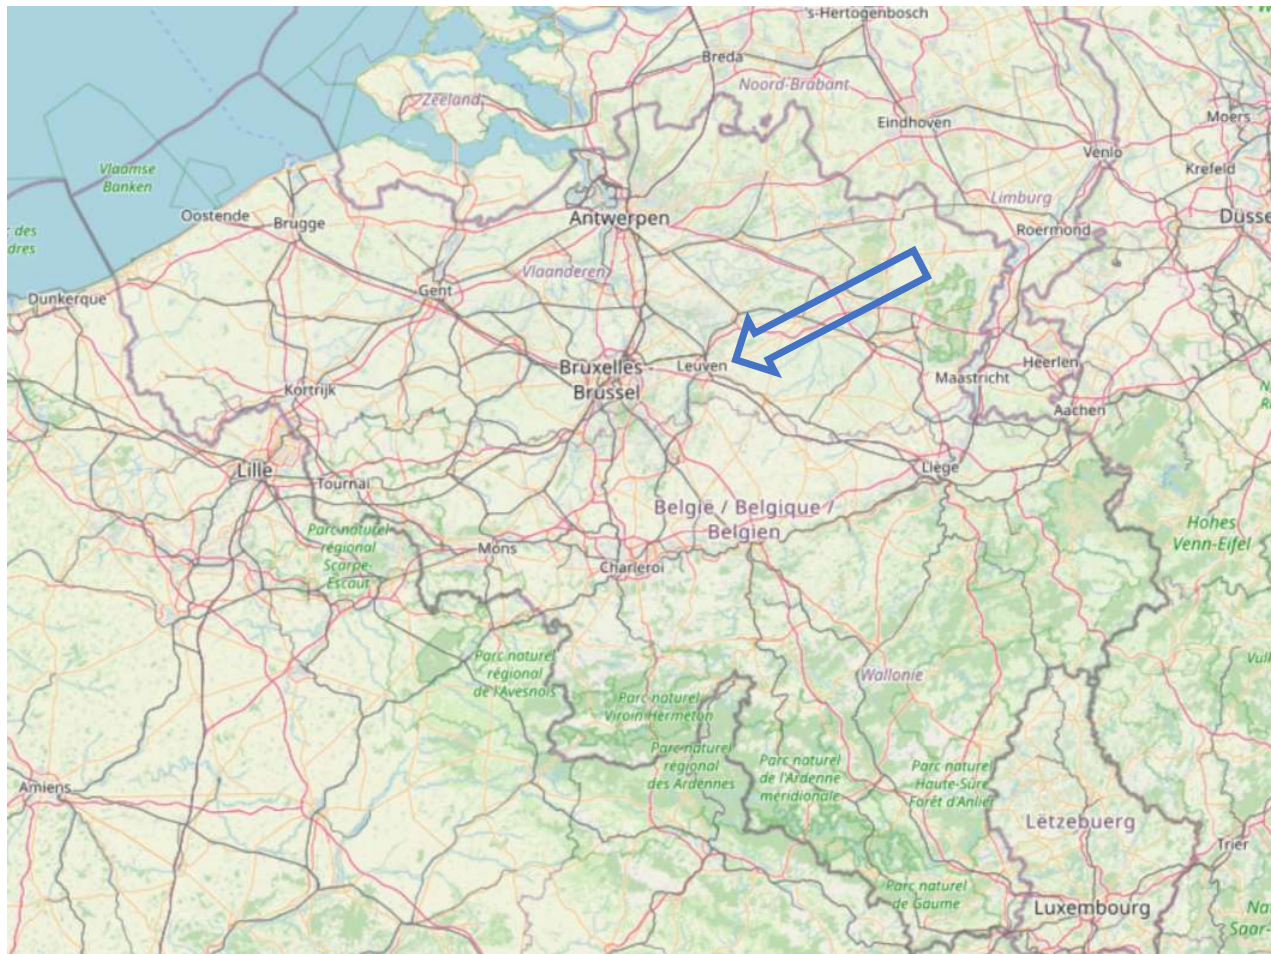 's-Hertogenbosch
Breda
Noord-Brabant
Zeeland
Moers
Eindhoven
Venlo
Krefeld
Vlaamse
Banken
Limburg
Oostende
Brugge
Antwerpen
Düsse
Roermond
c des
dres
Vlaanderen
Gent
Dunkerque
Bruxelles -
Brussel
Leuven
Heerlen
Maastricht
Kortrijk
Aachen
Lille
Liège
Tournai
België / Belgique /
Belgien
Parc naturel
régional
Scarpe-
Escaut
Hohes
Venn-Eifel
Mons
Charleroi
Parc naturel
régional
de l'Avesnois
Vul
Wallonie
Parc naturel
Viroin-Hermeton
Parc naturel
régional
des Ardennes
Parc naturel
de l'Ardenne
méridionale
Parc naturel
Haute-Sûre
Forêt d'Anlier
Amiens
Lëtzebuerg
Trier
Parc naturel
de Gaume
Luxembourg
Na
Saar-